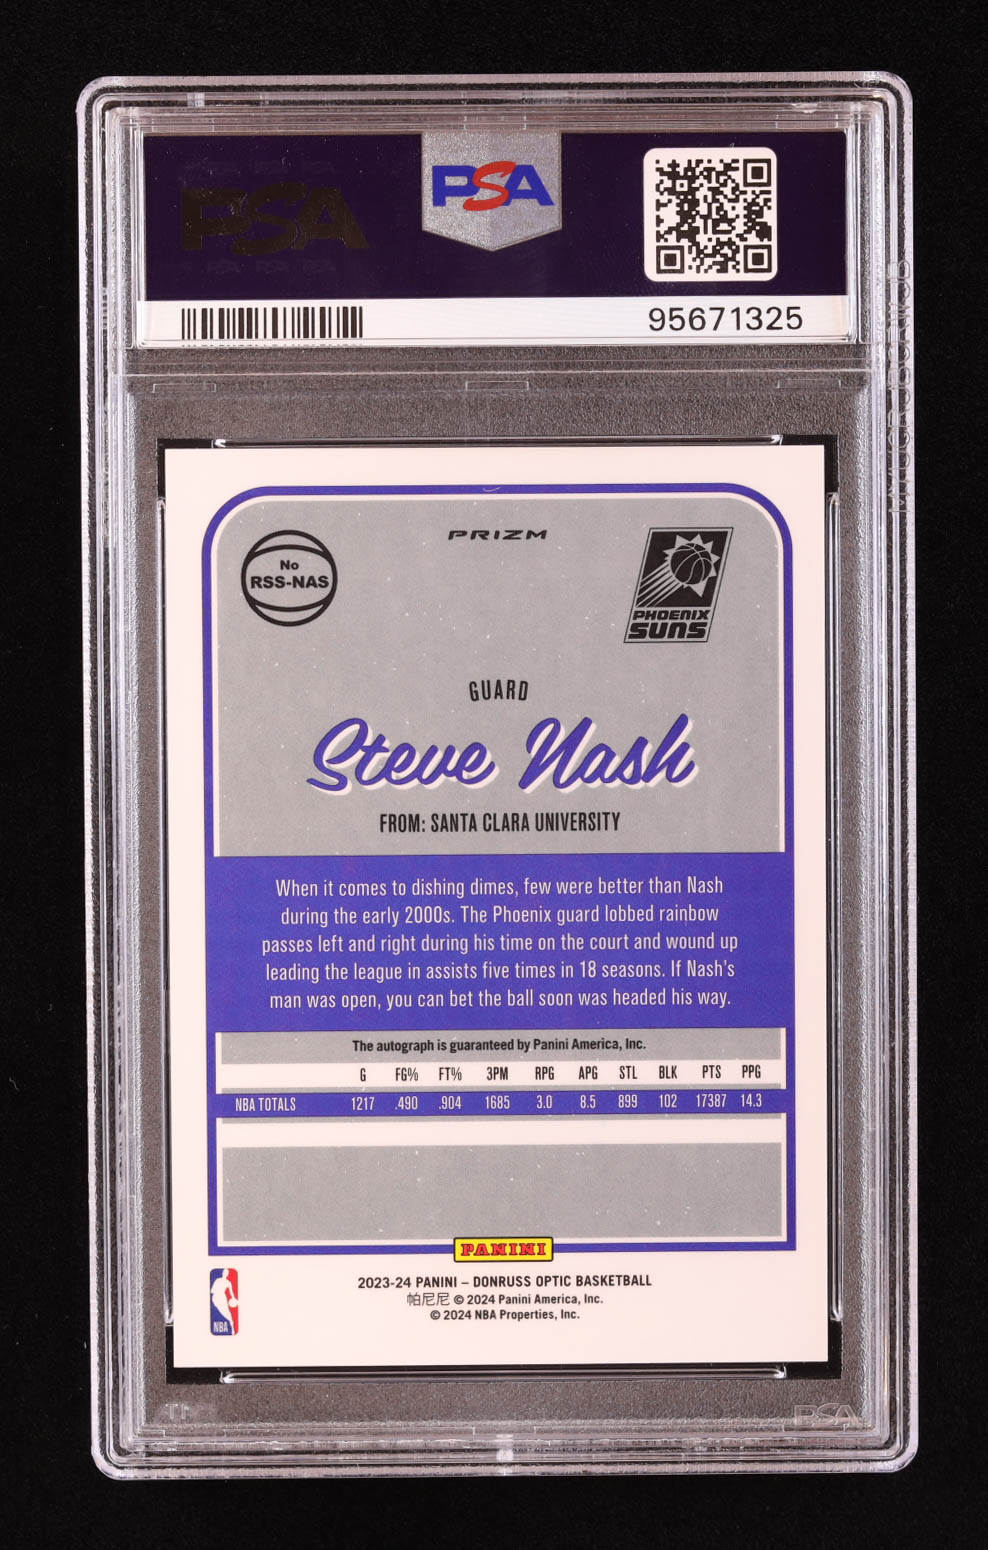 PSA
PSA
PSA PSA PSA
95671325
No
RSS-NAS
PRIZM
PHOENIX
SUNS
GUARD
Steve Nash
FROM: SANTA CLARA UNIVERSITY
When it comes to dishing dimes, few were better than Nash
during the early 2000s. The Phoenix guard lobbed rainbow
passes left and right during his time on the court and wound up
leading the league in assists five times in 18 seasons. If Nash's
man was open, you can bet the ball soon was headed his way.
The autograph is guaranteed by Panini America, Inc.
G FG% FT% 3PM RPG APG STL BLK PTS PPG
NBA TOTALS 1217 .490 .904 1685 3.0 8.5 899 102 17387 14.3
PANINI
2023-24 PANINI – DONRUSS OPTIC BASKETBALL
帕尼尼 © 2024 Panini America, Inc.
© 2024 NBA Properties, Inc.
NBA
PSA